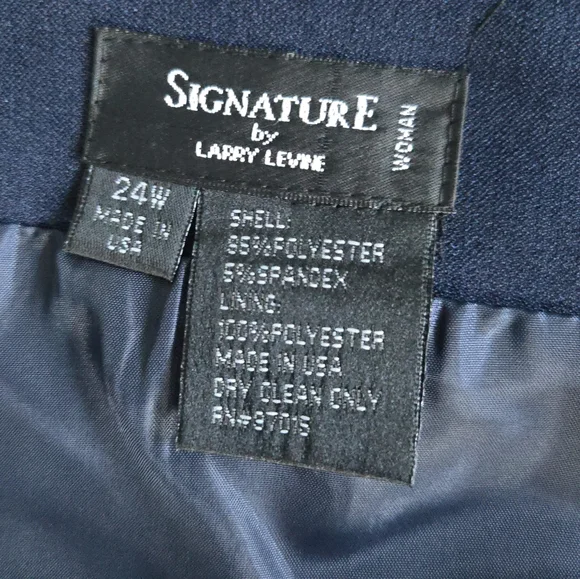 SIGNATURE
by
LARRY LEVINE
WOMAN
24W
MADE IN
USA
SHELL:
95%POLYESTER
5%SPANDEX
LINING:
100%POLYESTER
MADE IN USA
DRY CLEAN ONLY
RN#97015